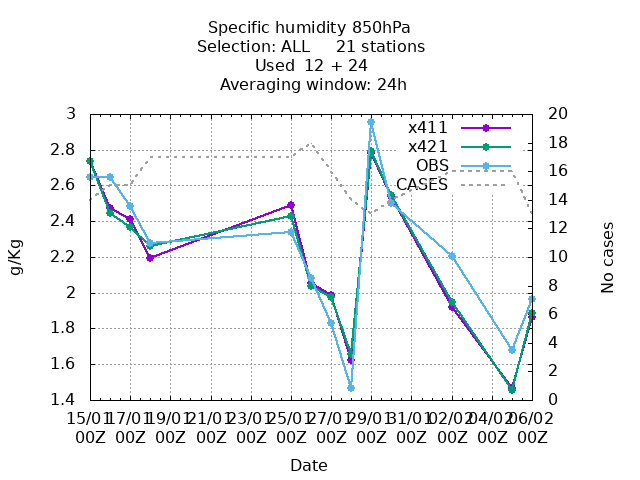 Specific humidity 850hPa
Selection: ALL 21 stations
Used 12 + 24
Averaging window: 24h
3
2.8
2.6
2.4
2.2
2
1.8
1.6
1.4
g/Kg
20
18
16
14
12
10
8
6
4
2
0
No cases
x411
x421
OBS
CASES
15/01 17/01 19/01 21/01 23/01 25/01 27/01 29/01 31/01 02/02 04/02 06/02
00Z 00Z 00Z 00Z 00Z 00Z 00Z 00Z 00Z 00Z 00Z 00Z
Date